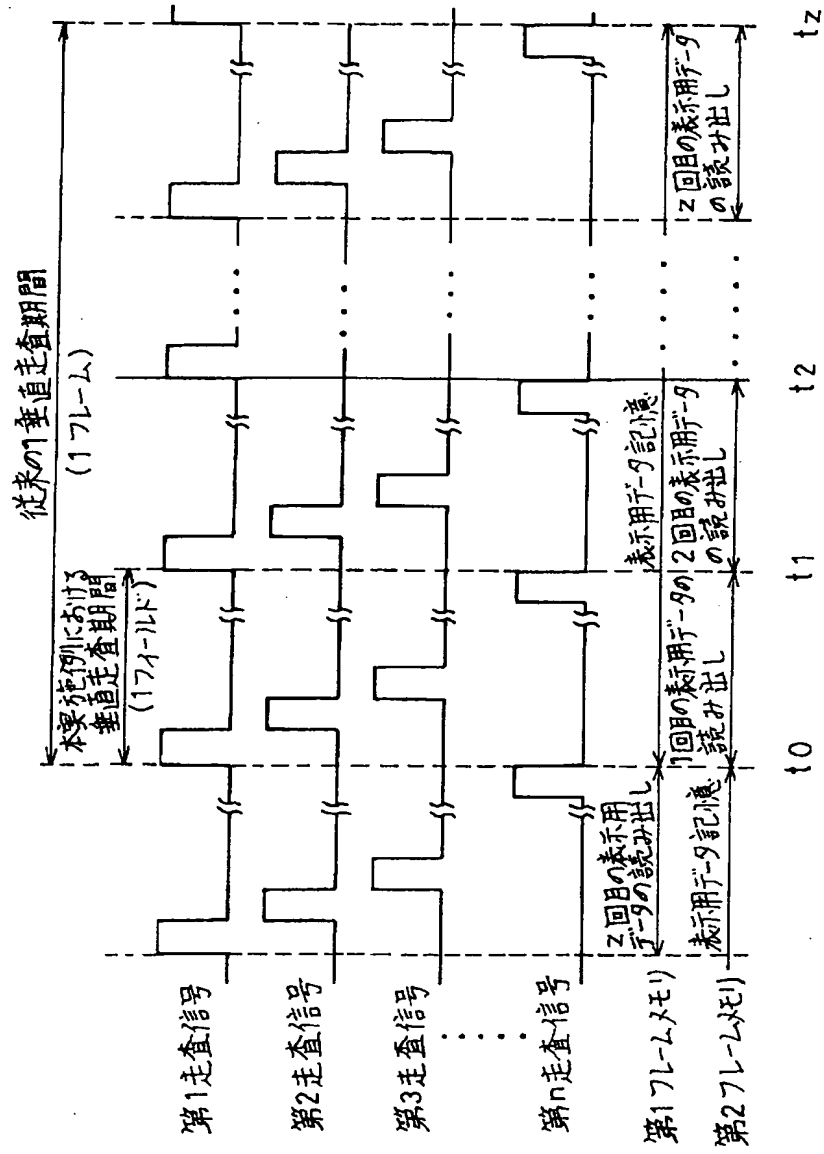 従来の1垂直走査期間
(1フレーム)
本実施例における
垂直走査期間
(1フィールド)
第1走査信号
第2走査信号
第3走査信号
第n走査信号
第1フレームメモリ
z回目の表示用
データの読み出し
表示用データ記憶
第2フレームメモリ
表示用データ記憶
1回目の表示用データの
読み出し
2回目の表示用データ
の読み出し
z回目の表示用データ
の読み出し
t0
t1
t2
tz